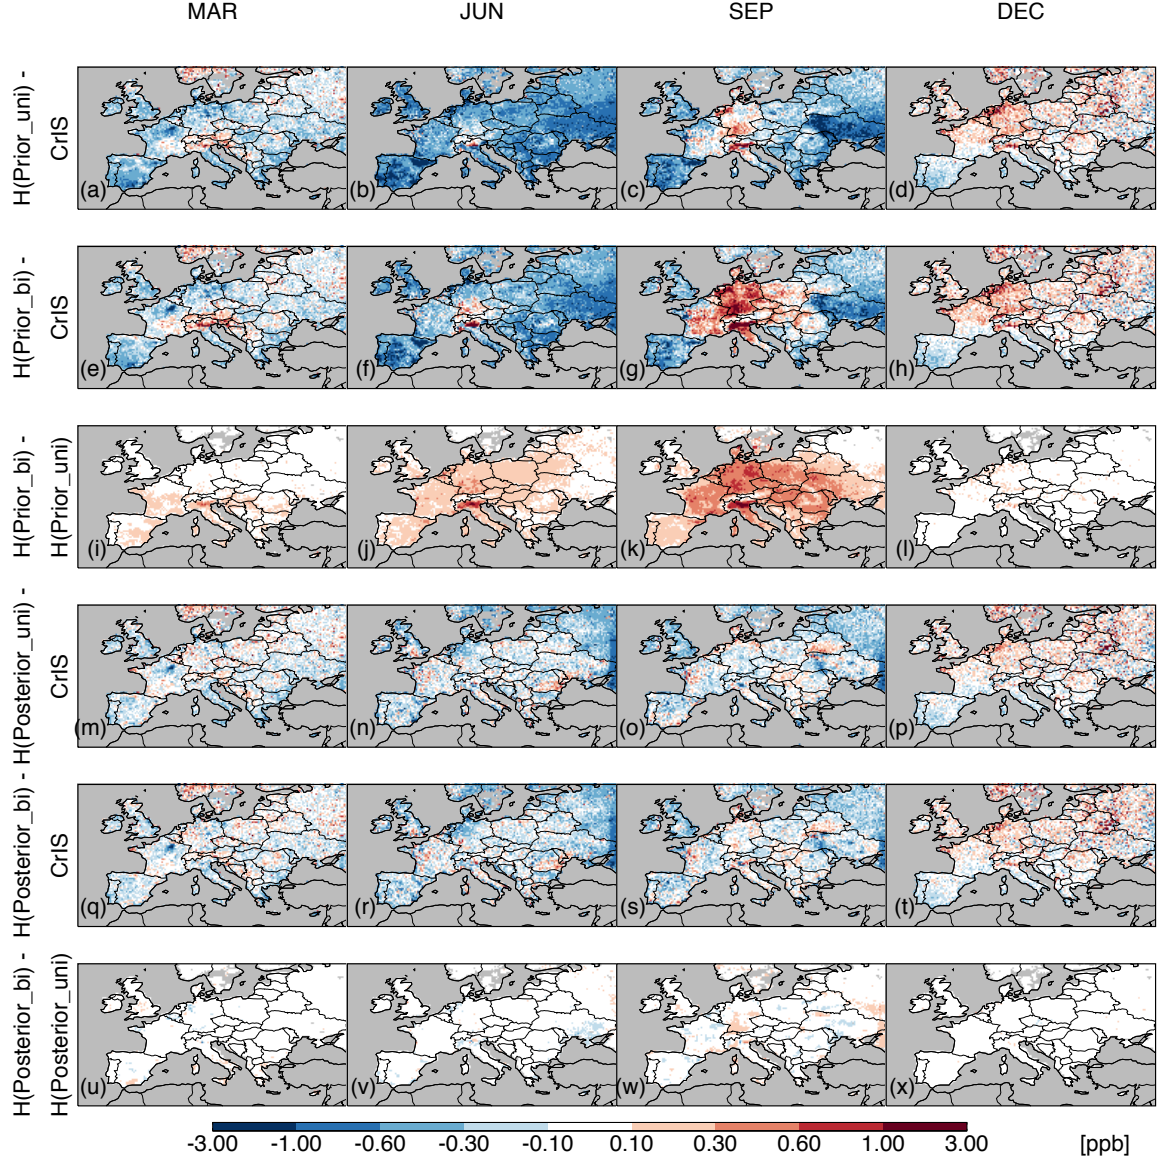 MAR JUN SEP DEC
H(Prior_uni) -
CrIS
(a) (b) (c) (d)
H(Prior_bi) -
CrIS
(e) (f) (g) (h)
H(Prior_bi) -
H(Prior_uni)
(i) (j) (k) (l)
H(Posterior_uni) -
CrIS
(m) (n) (o) (p)
H(Posterior_bi) -
CrIS
(q) (r) (s) (t)
H(Posterior_bi) -
H(Posterior_uni)
(u) (v) (w) (x)
-3.00 -1.00 -0.60 -0.30 -0.10 0.10 0.30 0.60 1.00 3.00 [ppb]